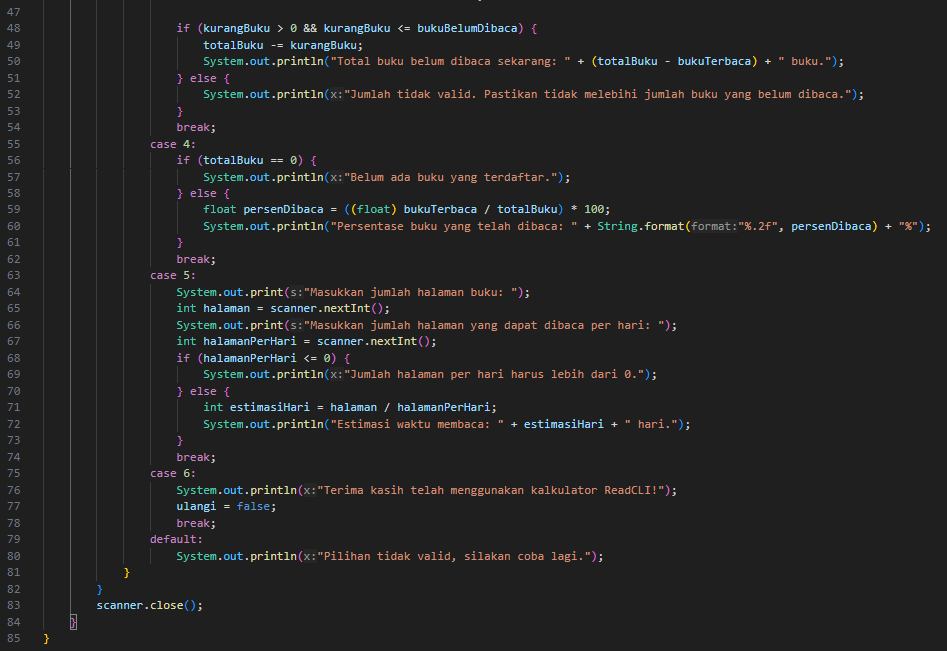 47
48 if (kurangBuku > 0 && kurangBuku <= bukuBelumDibaca) {
49 totalBuku -= kurangBuku;
50 System.out.println("Total buku belum dibaca sekarang: " + (totalBuku - bukuTerbaca) + " buku.");
51 } else {
52 System.out.println(x:"Jumlah tidak valid. Pastikan tidak melebihi jumlah buku yang belum dibaca.");
53 }
54 break;
55 case 4:
56 if (totalBuku == 0) {
57 System.out.println(x:"Belum ada buku yang terdaftar.");
58 } else {
59 float persenDibaca = ((float) bukuTerbaca / totalBuku) * 100;
60 System.out.println("Persentase buku yang telah dibaca: " + String.format(format:"%.2f", persenDibaca) + "%");
61 }
62 break;
63 case 5:
64 System.out.print(s:"Masukkan jumlah halaman buku: ");
65 int halaman = scanner.nextInt();
66 System.out.print(s:"Masukkan jumlah halaman yang dapat dibaca per hari: ");
67 int halamanPerHari = scanner.nextInt();
68 if (halamanPerHari <= 0) {
69 System.out.println(x:"Jumlah halaman per hari harus lebih dari 0.");
70 } else {
71 int estimasiHari = halaman / halamanPerHari;
72 System.out.println("Estimasi waktu membaca: " + estimasiHari + " hari.");
73 }
74 break;
75 case 6:
76 System.out.println(x:"Terima kasih telah menggunakan kalkulator ReadCLI!");
77 ulangi = false;
78 break;
79 default:
80 System.out.println(x:"Pilihan tidak valid, silakan coba lagi.");
81 }
82 }
83 scanner.close();
84 }
85 }